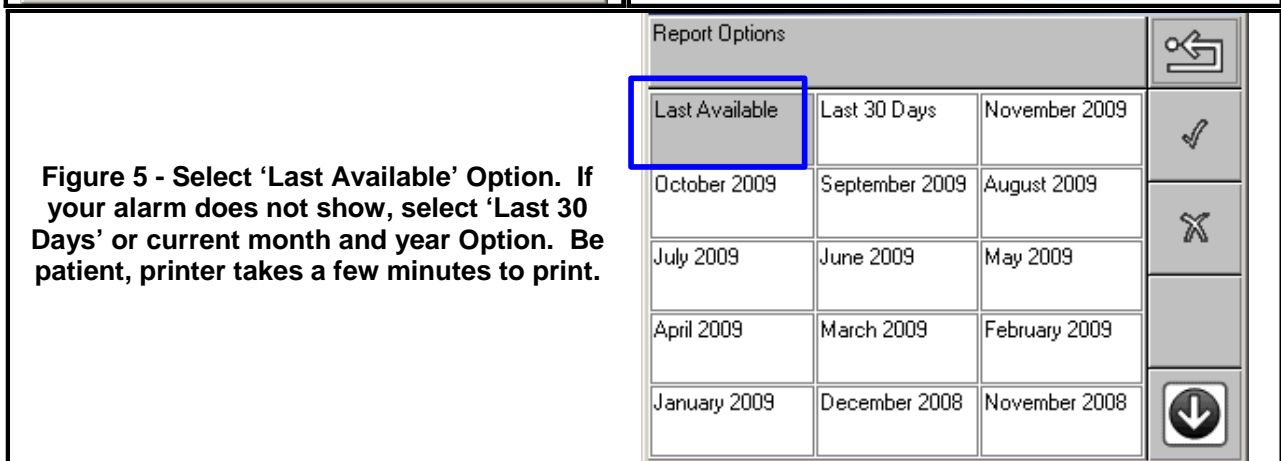 Figure 5 - Select ‘Last Available’ Option.  If
your alarm does not show, select ‘Last 30
Days’ or current month and year Option.  Be
patient, printer takes a few minutes to print.
Report Options
Last Available Last 30 Days November 2009
October 2009 September 2009 August 2009
July 2009 June 2009 May 2009
April 2009 March 2009 February 2009
January 2009 December 2008 November 2008